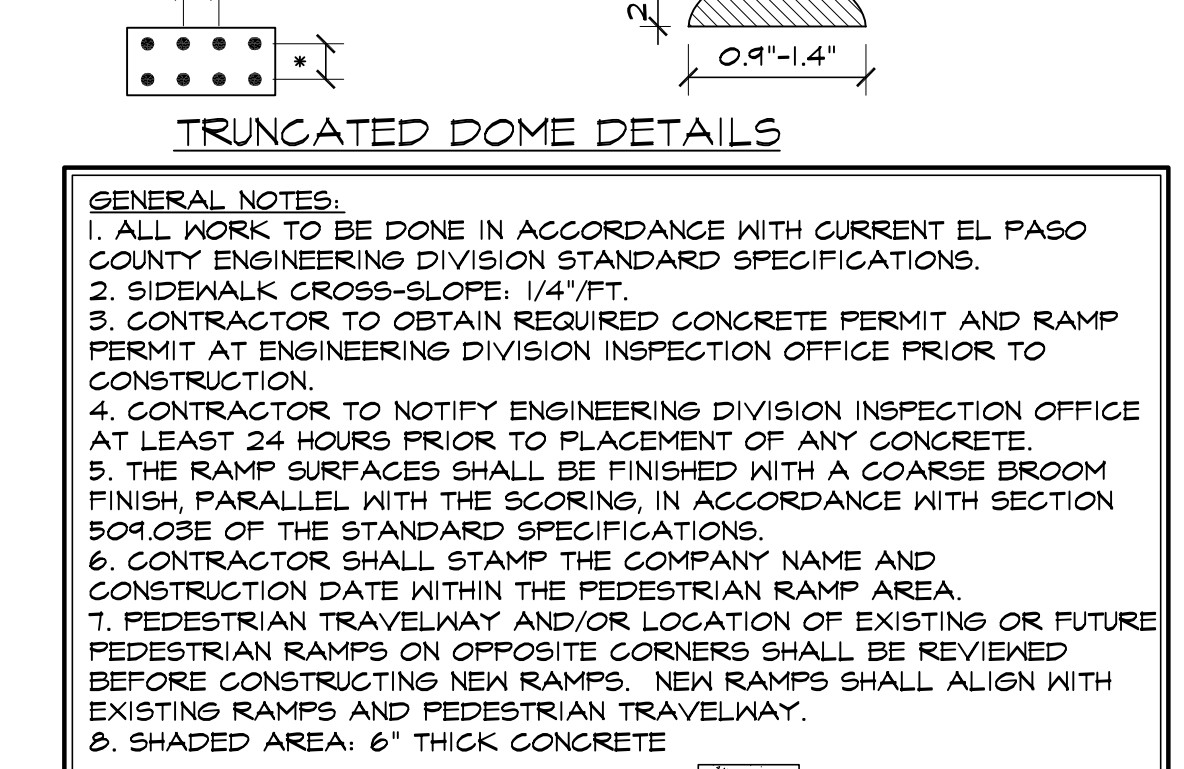 2
*
0.9"-1.4"
TRUNCATED DOME DETAILS
GENERAL NOTES:
1. ALL WORK TO BE DONE IN ACCORDANCE WITH CURRENT EL PASO
COUNTY ENGINEERING DIVISION STANDARD SPECIFICATIONS.
2. SIDEWALK CROSS-SLOPE: 1/4"/FT.
3. CONTRACTOR TO OBTAIN REQUIRED CONCRETE PERMIT AND RAMP
PERMIT AT ENGINEERING DIVISION INSPECTION OFFICE PRIOR TO
CONSTRUCTION.
4. CONTRACTOR TO NOTIFY ENGINEERING DIVISION INSPECTION OFFICE
AT LEAST 24 HOURS PRIOR TO PLACEMENT OF ANY CONCRETE.
5. THE RAMP SURFACES SHALL BE FINISHED WITH A COARSE BROOM
FINISH, PARALLEL WITH THE SCORING, IN ACCORDANCE WITH SECTION
509.03E OF THE STANDARD SPECIFICATIONS.
6. CONTRACTOR SHALL STAMP THE COMPANY NAME AND
CONSTRUCTION DATE WITHIN THE PEDESTRIAN RAMP AREA.
7. PEDESTRIAN TRAVELWAY AND/OR LOCATION OF EXISTING OR FUTURE
PEDESTRIAN RAMPS ON OPPOSITE CORNERS SHALL BE REVIEWED
BEFORE CONSTRUCTING NEW RAMPS. NEW RAMPS SHALL ALIGN WITH
EXISTING RAMPS AND PEDESTRIAN TRAVELWAY.
8. SHADED AREA: 6" THICK CONCRETE